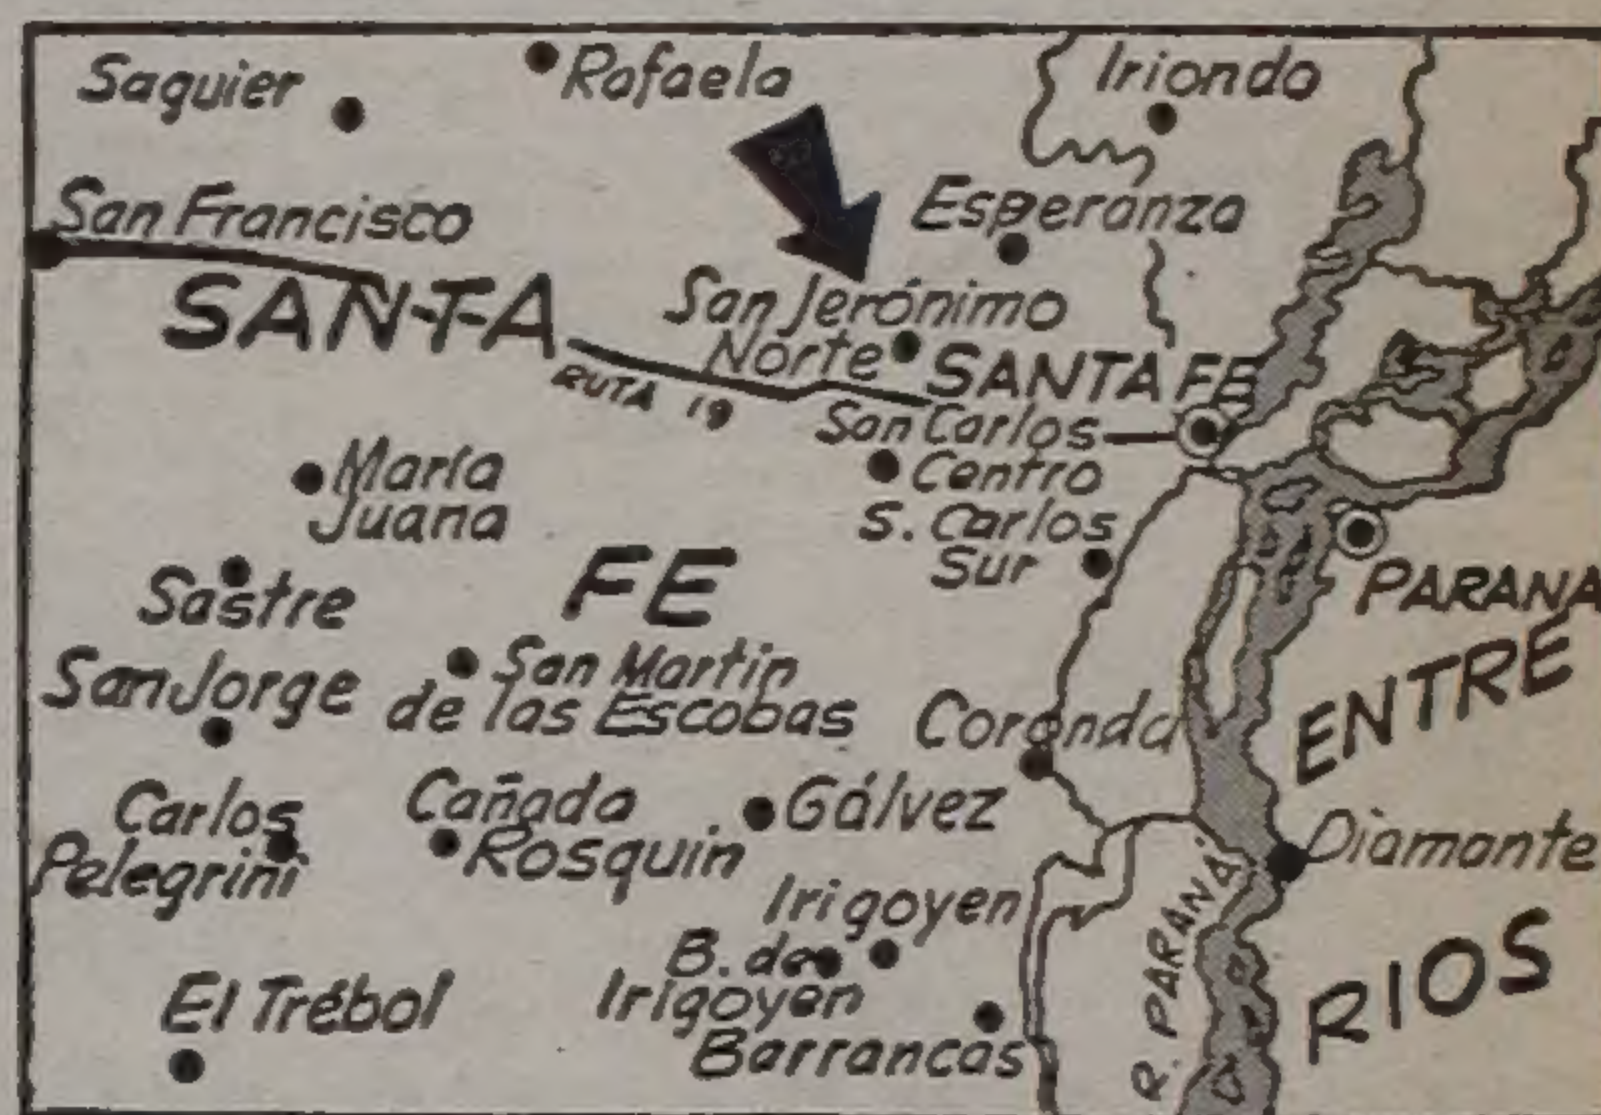 Saguier
Rafaela
Iriondo
San Francisco
Esperanza
SANTA
San Jerónimo
Norte
SANTA FE
RUTA 19
San Carlos
Centro
María
Juana
S. Carlos
Sur
Sastre
FE
PARANA
San Jorge
San Martin
de las Escobas
Coronda
ENTRE
Carlos
Pelegrini
Cañada
Rosquin
Gálvez
Diamante
Irigoyen
B. de
Irigoyen
R. PARANÁ
RIOS
El Trébol
Barrancas